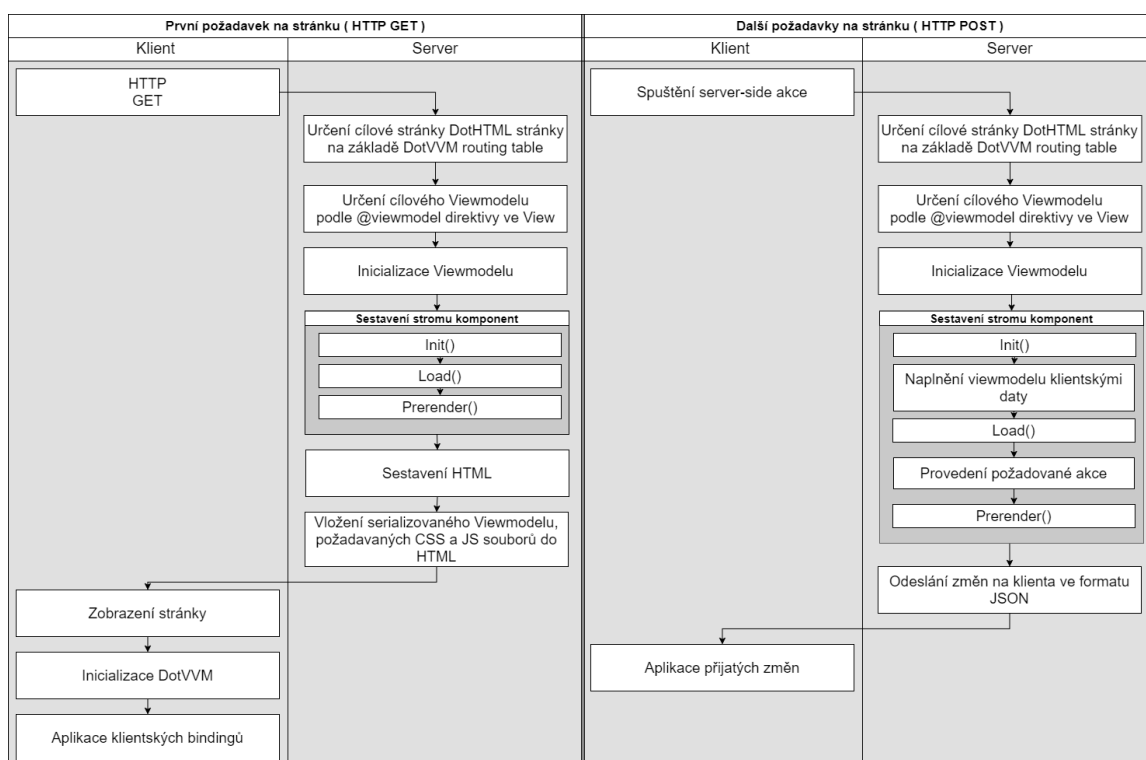 První požadavek na stránku ( HTTP GET )
Klient
Server
HTTP
GET
Určení cílové stránky DotHTML stránky
na základě DotVVM routing table
Určení cílového Viewmodelu
podle @viewmodel direktivy ve View
Inicializace Viewmodelu
Sestavení stromu komponent
Init()
Load()
Prerender()
Sestavení HTML
Vložení serializovaného Viewmodelu,
požadavaných CSS a JS souborů do
HTML
Zobrazení stránky
Inicializace DotVVM
Aplikace klientských bindingů
Další požadavky na stránku ( HTTP POST )
Klient
Server
Spuštění server-side akce
Určení cílové stránky DotHTML stránky
na základě DotVVM routing table
Určení cílového Viewmodelu
podle @viewmodel direktivy ve View
Inicializace Viewmodelu
Sestavení stromu komponent
Init()
Naplnění viewmodelu klientskými
daty
Load()
Provedení požadované akce
Prerender()
Odeslání změn na klienta ve formatu
JSON
Aplikace přijatých změn